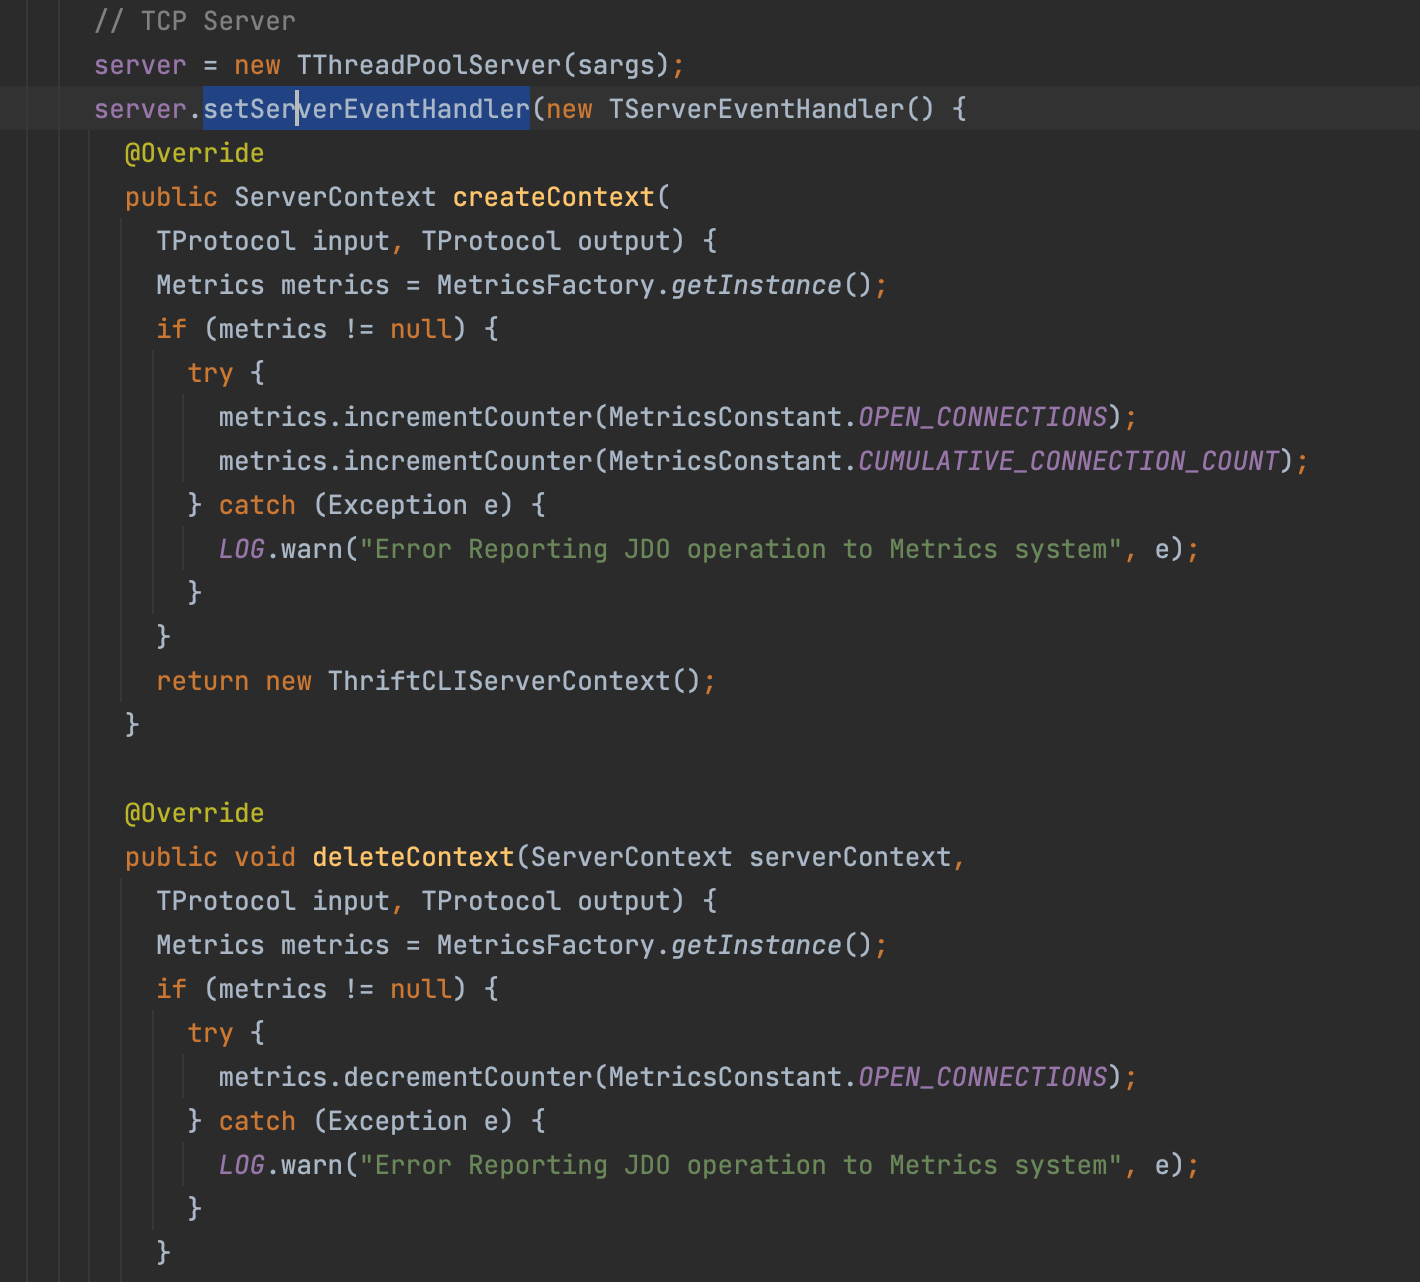 // TCP Server
server = new TThreadPoolServer(sargs);
server.setServerEventHandler(new TServerEventHandler() {
@Override
public ServerContext createContext(
TProtocol input, TProtocol output) {
Metrics metrics = MetricsFactory.getInstance();
if (metrics != null) {
try {
metrics.incrementCounter(MetricsConstant.OPEN_CONNECTIONS);
metrics.incrementCounter(MetricsConstant.CUMULATIVE_CONNECTION_COUNT);
} catch (Exception e) {
LOG.warn("Error Reporting JDO operation to Metrics system", e);
}
}
return new ThriftCLIServerContext();
}
@Override
public void deleteContext(ServerContext serverContext,
TProtocol input, TProtocol output) {
Metrics metrics = MetricsFactory.getInstance();
if (metrics != null) {
try {
metrics.decrementCounter(MetricsConstant.OPEN_CONNECTIONS);
} catch (Exception e) {
LOG.warn("Error Reporting JDO operation to Metrics system", e);
}
}